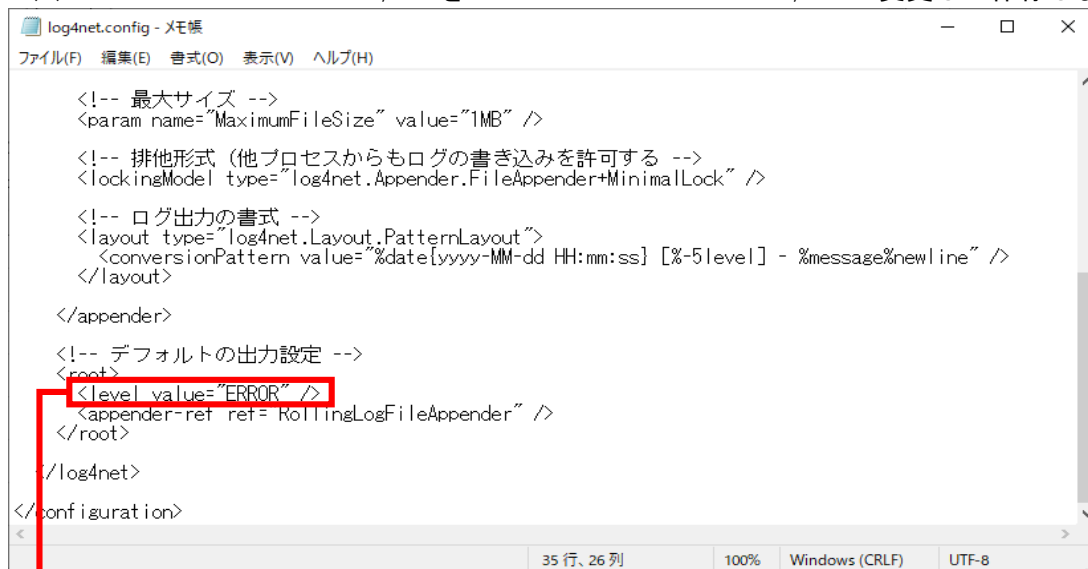 log4net.config - メモ帳
ファイル(F) 編集(E) 書式(O) 表示(V) ヘルプ(H)
<!-- 最大サイズ -->
<param name="MaximumFileSize" value="1MB" />
<!-- 排他形式（他プロセスからもログの書き込みを許可する -->
<lockingModel type="log4net.Appender.FileAppender+MinimalLock" />
<!-- ログ出力の書式 -->
<layout type="log4net.Layout.PatternLayout">
<conversionPattern value="%date{yyyy-MM-dd HH:mm:ss} [%-5level] - %message%newline" />
</layout>
</appender>
<!-- デフォルトの出力設定 -->
<root>
<level value="ERROR" />
<appender-ref ref="RollingLogFileAppender" />
</root>
</log4net>
</configuration>
35 行、26 列 100% Windows (CRLF) UTF-8